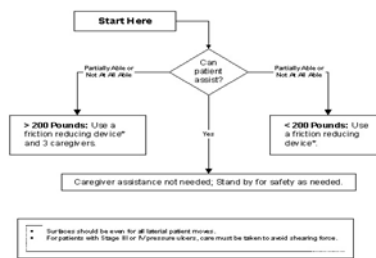 Start Here
Can
patient
assist?
Partially Able or
Not At All Able
Partially Able or
Not At All Able
> 200 Pounds: Use a
friction reducing device*
and 3 caregivers.
Yes
< 200 Pounds: Use
a friction reducing
device*.
Caregiver assistance not needed; Stand by for safety as needed.
• Surfaces should be even for all laterial patient moves.
• For patients with Stage III or IV pressure ulcers, care must be taken to avoid shearing force.